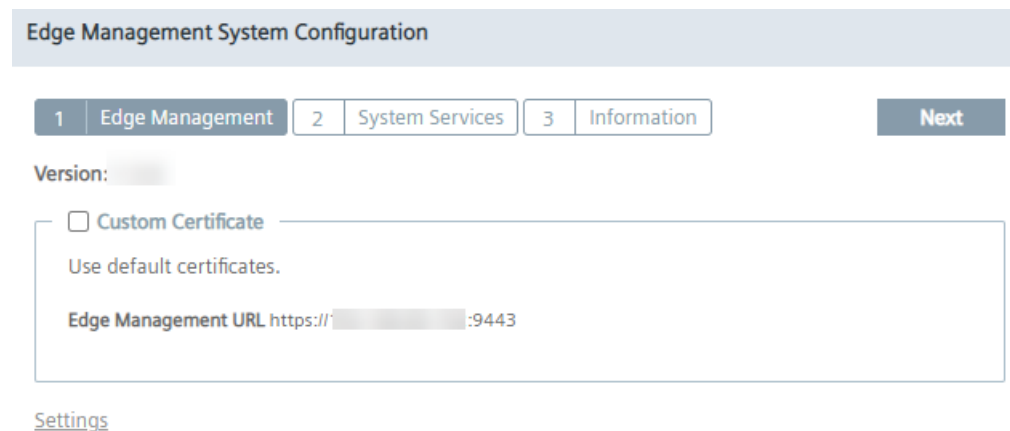 Edge Management System Configuration
1 Edge Management 2 System Services 3 Information Next
Version:
Custom Certificate
Use default certificates.
Edge Management URL https:// :9443
Settings